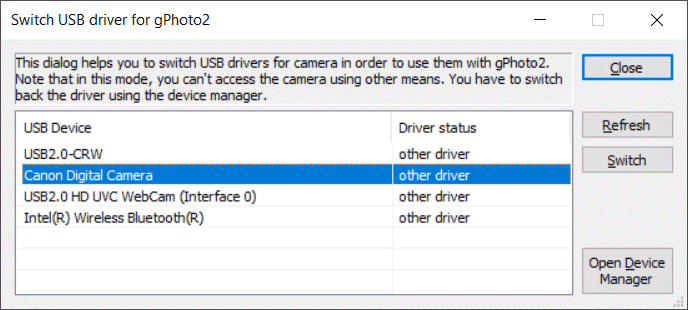 Switch USB driver for gPhoto2
This dialog helps you to switch USB drivers for camera in order to use them with gPhoto2.
Note that in this mode, you can't access the camera using other means. You have to switch
back the driver using the device manager.
Close
USB Device Driver status
Refresh
USB2.0-CRW other driver
Switch
Canon Digital Camera other driver
USB2.0 HD UVC WebCam (Interface 0) other driver
Intel(R) Wireless Bluetooth(R) other driver
Open Device
Manager